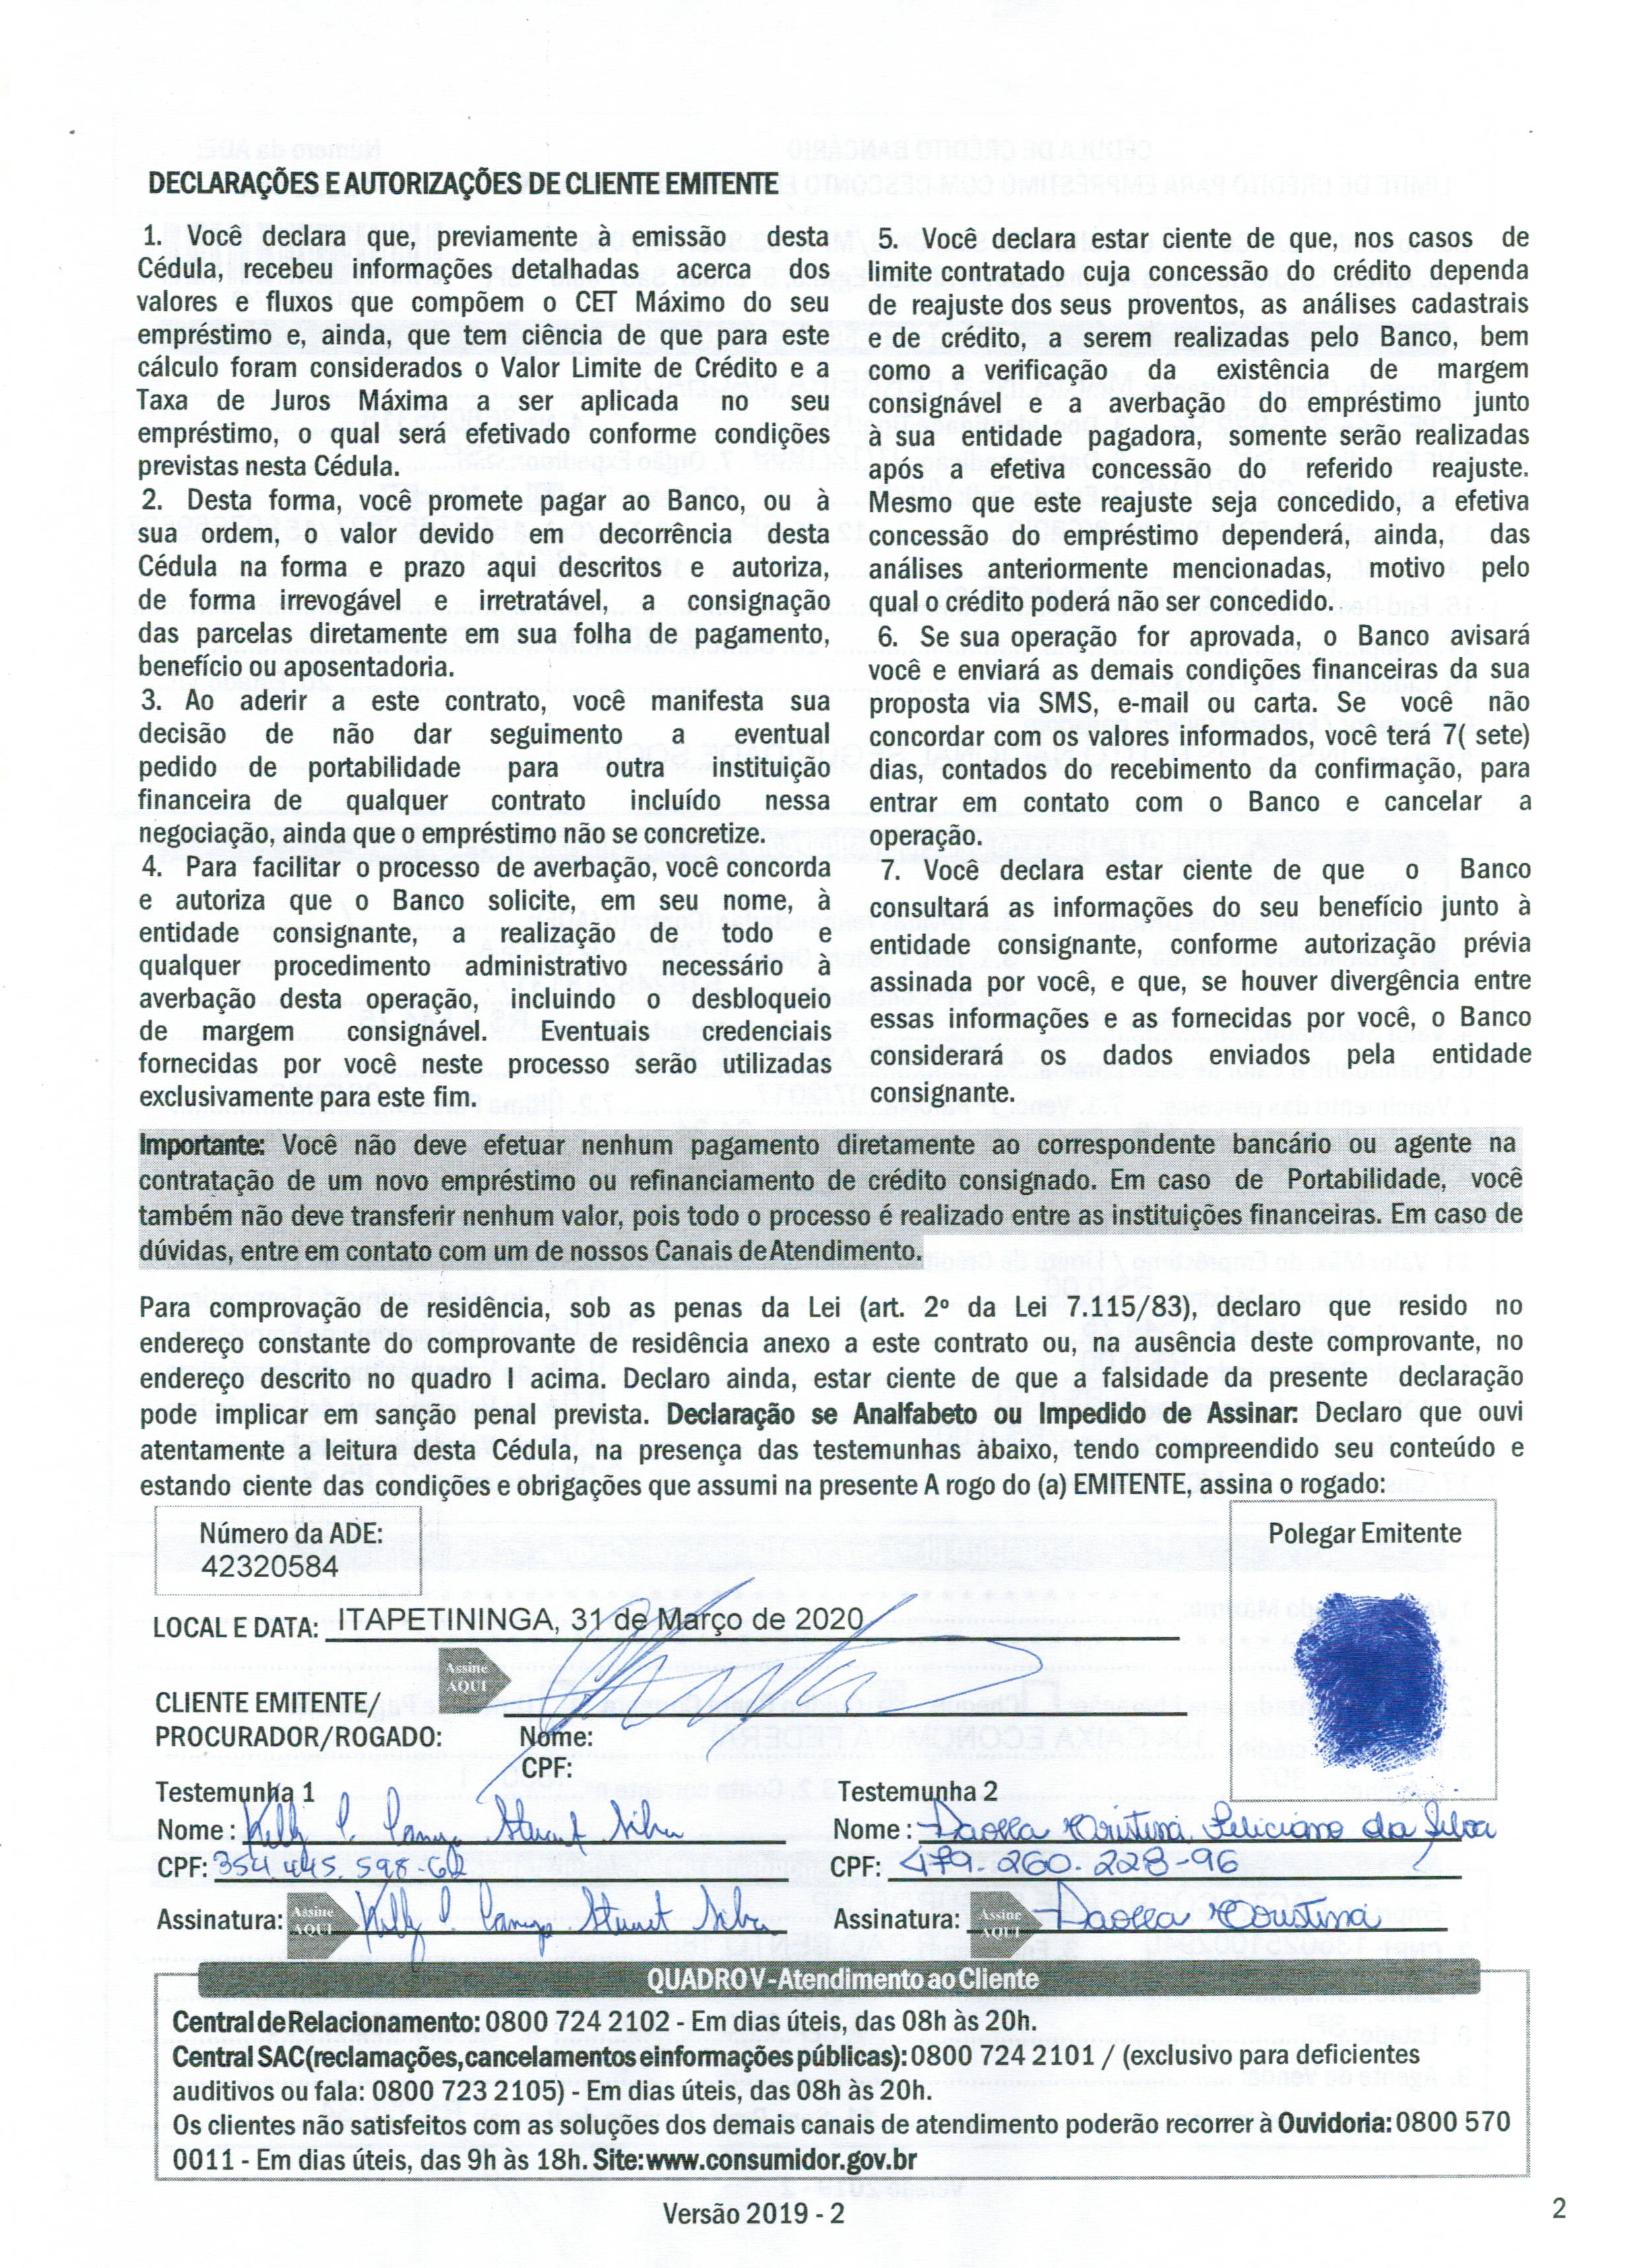 DECLARAÇÕES E AUTORIZAÇÕES DE CLIENTE EMITENTE
1. Você declara que, previamente à emissão desta
Cédula, recebeu informações detalhadas acerca dos
valores e fluxos que compõem o CET Máximo do seu
empréstimo e, ainda, que tem ciência de que para este
cálculo foram considerados o Valor Limite de Crédito e a
Taxa de Juros Máxima a ser aplicada no seu
empréstimo, o qual será efetivado conforme condições
previstas nesta Cédula.
2. Desta forma, você promete pagar ao Banco, ou à
sua ordem, o valor devido em decorrência desta
Cédula na forma e prazo aqui descritos e autoriza,
de forma irrevogável e irretratável, a consignação
das parcelas diretamente em sua folha de pagamento,
benefício ou aposentadoria.
3. Ao aderir a este contrato, você manifesta sua
decisão de não dar seguimento a eventual
pedido de portabilidade para outra instituição
financeira de qualquer contrato incluído nessa
negociação, ainda que o empréstimo não se concretize.
4. Para facilitar o processo de averbação, você concorda
e autoriza que o Banco solicite, em seu nome, à
entidade consignante, a realização de todo e
qualquer procedimento administrativo necessário à
averbação desta operação, incluindo o desbloqueio
de margem consignável. Eventuais credenciais
fornecidas por você neste processo serão utilizadas
exclusivamente para este fim.
5. Você declara estar ciente de que, nos casos de
limite contratado cuja concessão do crédito dependa
de reajuste dos seus proventos, as análises cadastrais
e de crédito, a serem realizadas pelo Banco, bem
como a verificação da existência de margem
consignável e a averbação do empréstimo junto
à sua entidade pagadora, somente serão realizadas
após a efetiva concessão do referido reajuste.
Mesmo que este reajuste seja concedido, a efetiva
concessão do empréstimo dependerá, ainda, das
análises anteriormente mencionadas, motivo pelo
qual o crédito poderá não ser concedido.
6. Se sua operação for aprovada, o Banco avisará
você e enviará as demais condições financeiras da sua
proposta via SMS, e-mail ou carta. Se você não
concordar com os valores informados, você terá 7( sete)
dias, contados do recebimento da confirmação, para
entrar em contato com o Banco e cancelar a
operação.
7. Você declara estar ciente de que o Banco
consultará as informações do seu benefício junto à
entidade consignante, conforme autorização prévia
assinada por você, e que, se houver divergência entre
essas informações e as fornecidas por você, o Banco
considerará os dados enviados pela entidade
consignante.
Importante: Você não deve efetuar nenhum pagamento diretamente ao correspondente bancário ou agente na
contratação de um novo empréstimo ou refinanciamento de crédito consignado. Em caso de Portabilidade, você
também não deve transferir nenhum valor, pois todo o processo é realizado entre as instituições financeiras. Em caso de
dúvidas, entre em contato com um de nossos Canais de Atendimento.
Para comprovação de residência, sob as penas da Lei (art. 2º da Lei 7.115/83), declaro que resido no
endereço constante do comprovante de residência anexo a este contrato ou, na ausência deste comprovante, no
endereço descrito no quadro I acima. Declaro ainda, estar ciente de que a falsidade da presente declaração
pode implicar em sanção penal prevista. Declaração se Analfabeto ou Impedido de Assinar: Declaro que ouvi
atentamente a leitura desta Cédula, na presença das testemunhas abaixo, tendo compreendido seu conteúdo e
estando ciente das condições e obrigações que assumi na presente A rogo do (a) EMITENTE, assina o rogado:
Número da ADE:
42320584
Polegar Emitente
LOCAL E DATA: ITAPETININGA, 31 de Março de 2020
Assine
AQUI
CLIENTE EMITENTE/
PROCURADOR/ROGADO:
Nome:
CPF:
Testemunha 1
Nome: Kelly P. Stuart Silva
CPF: 354.445.598-60
Assinatura: Assine AQUI Kelly P. Stuart Silva
Testemunha 2
Nome: Daolla Cristina Feliciano da Silva
CPF: 479.260.228-96
Assinatura: Assine AQUI Daolla Cristina
QUADRO V - Atendimento ao Cliente
Central de Relacionamento: 0800 724 2102 - Em dias úteis, das 08h às 20h.
Central SAC (reclamações, cancelamentos e informações públicas): 0800 724 2101 / (exclusivo para deficientes
auditivos ou fala: 0800 723 2105) - Em dias úteis, das 08h às 20h.
Os clientes não satisfeitos com as soluções dos demais canais de atendimento poderão recorrer à Ouvidoria: 0800 570
0011 - Em dias úteis, das 9h às 18h. Site:www.consumidor.gov.br
Versão 2019 - 2
2